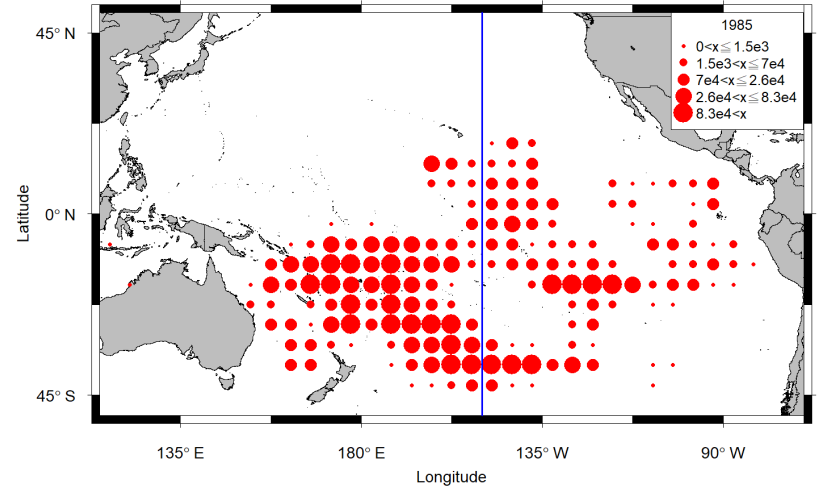 1985
45° N
0<x≦1.5e3
1.5e3<x≦7e4
7e4<x≦2.6e4
2.6e4<x≦8.3e4
8.3e4<x
Latitude
0° N
45° S
135° E
180° E
135° W
90° W
Longitude